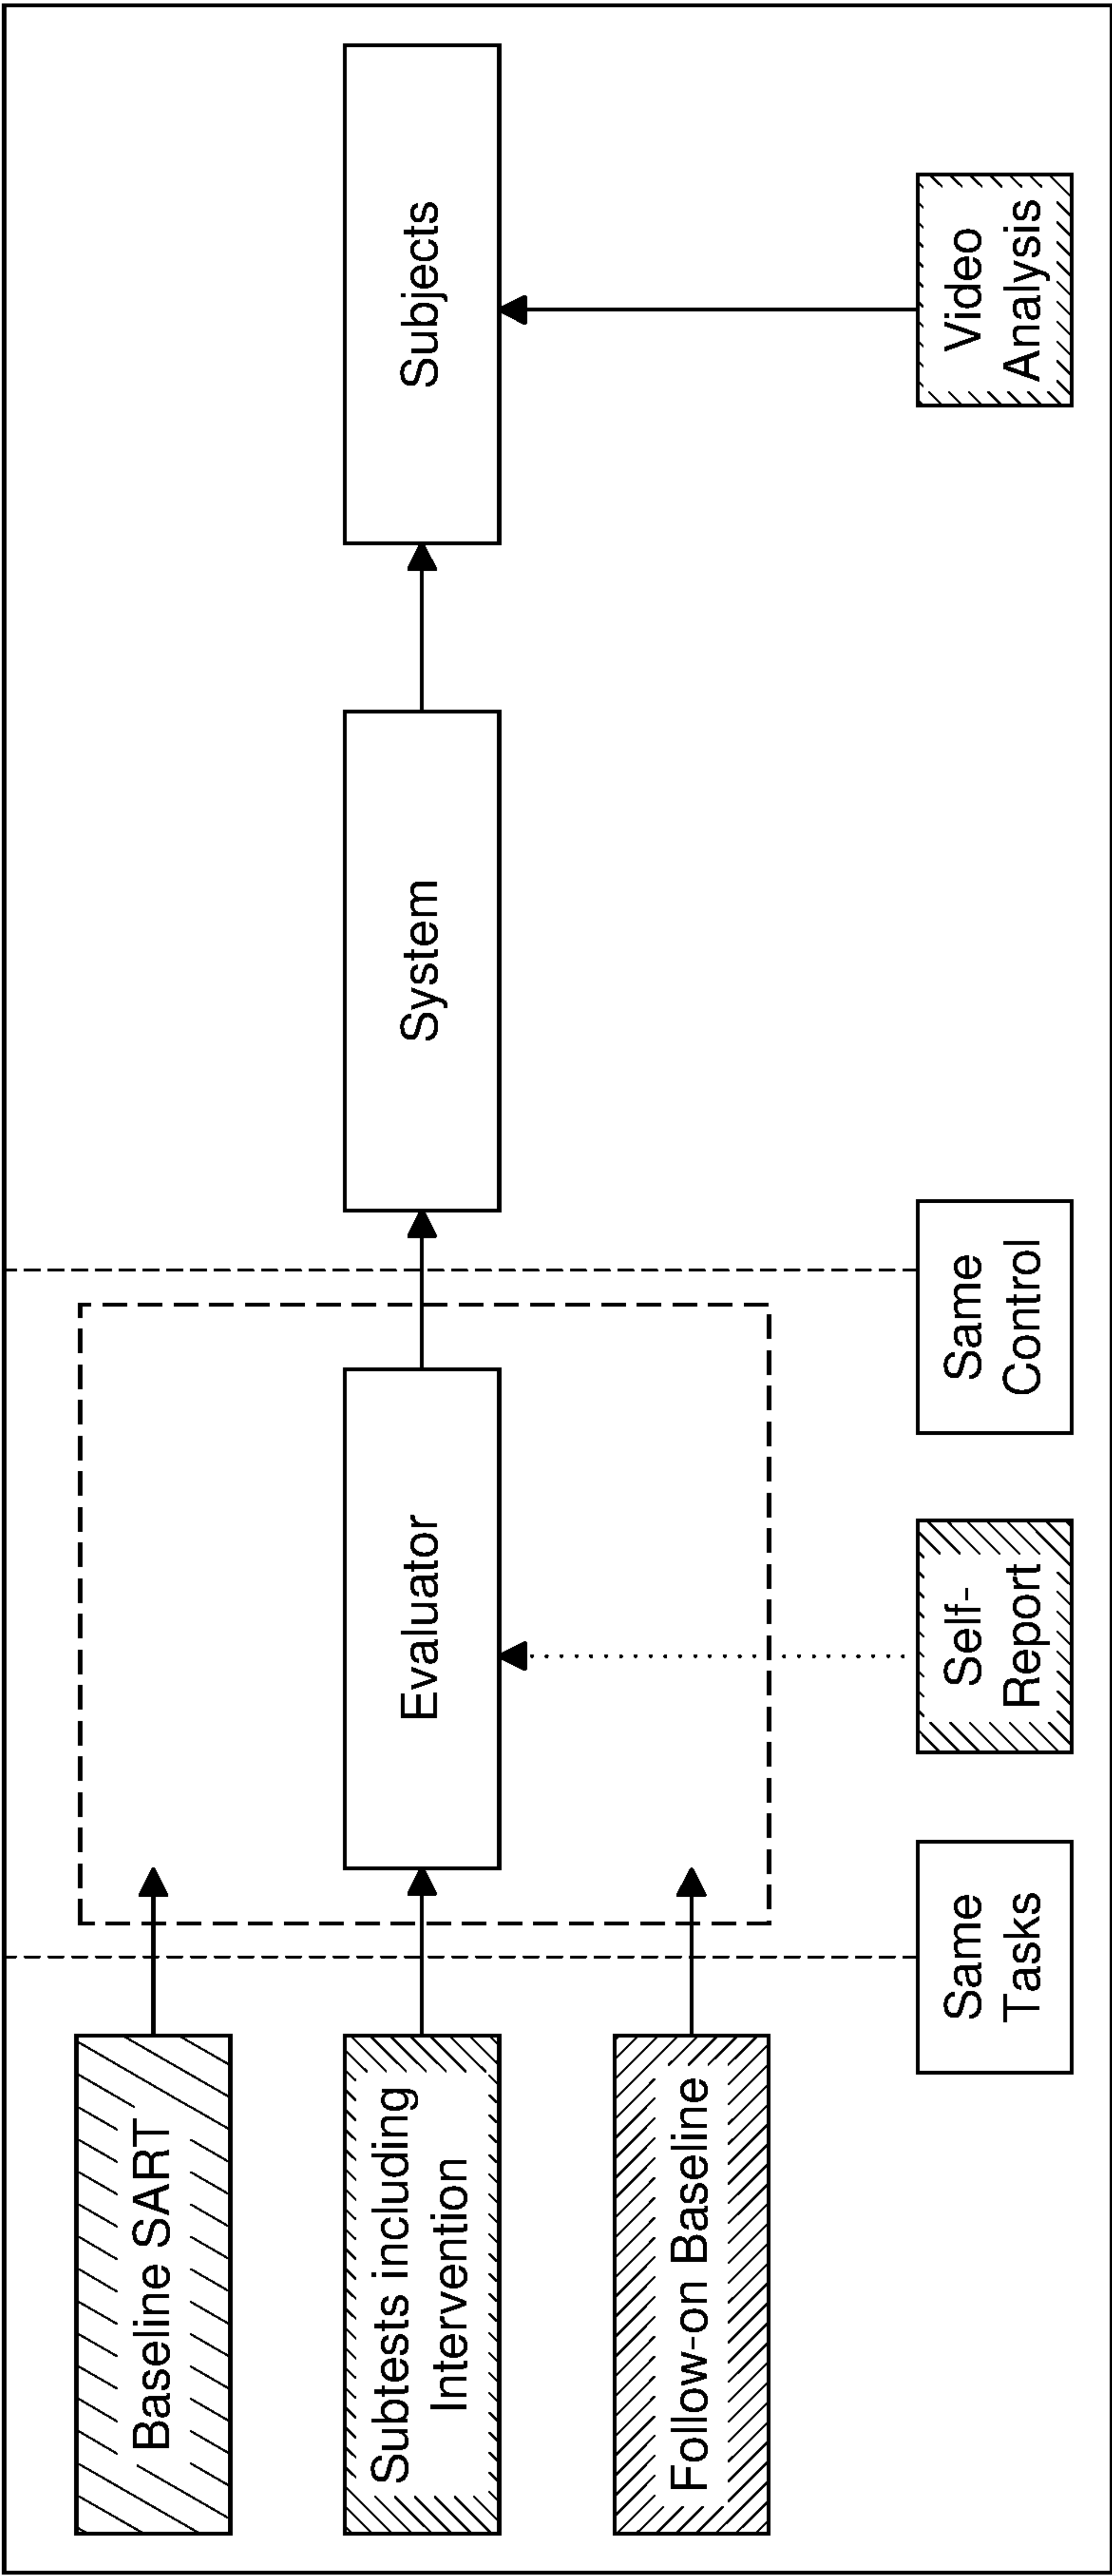 Baseline SART
Subtests including
Intervention
Follow-on Baseline
Evaluator
System
Subjects
Same
Tasks
Self-
Report
Same
Control
Video
Analysis